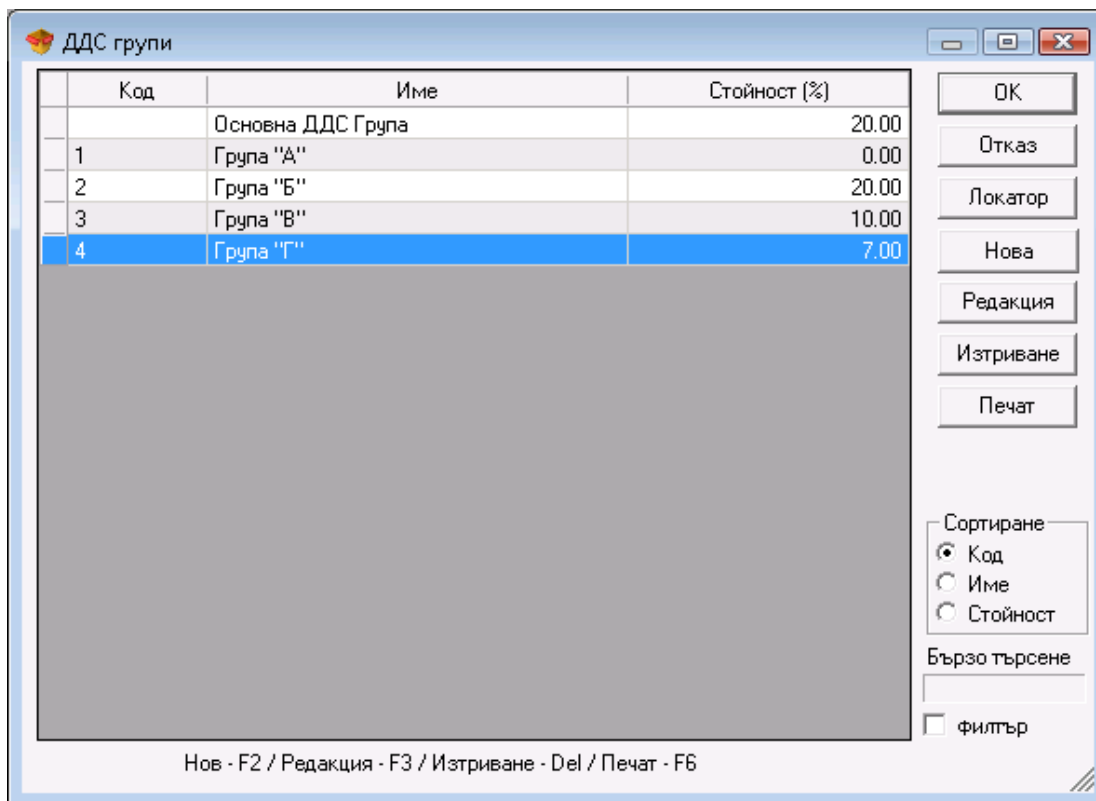 ДДС групи
Код Име Стойност (%)
Основна ДДС Група 20.00
1 Група "А" 0.00
2 Група "Б" 20.00
3 Група "В" 10.00
4 Група "Г" 7.00
OK
Отказ
Локатор
Нова
Редакция
Изтриване
Печат
Сортиране
Код
Име
Стойност
Бързо търсене
Филтър
Нов - F2 / Редакция - F3 / Изтриване - Del / Печат - F6